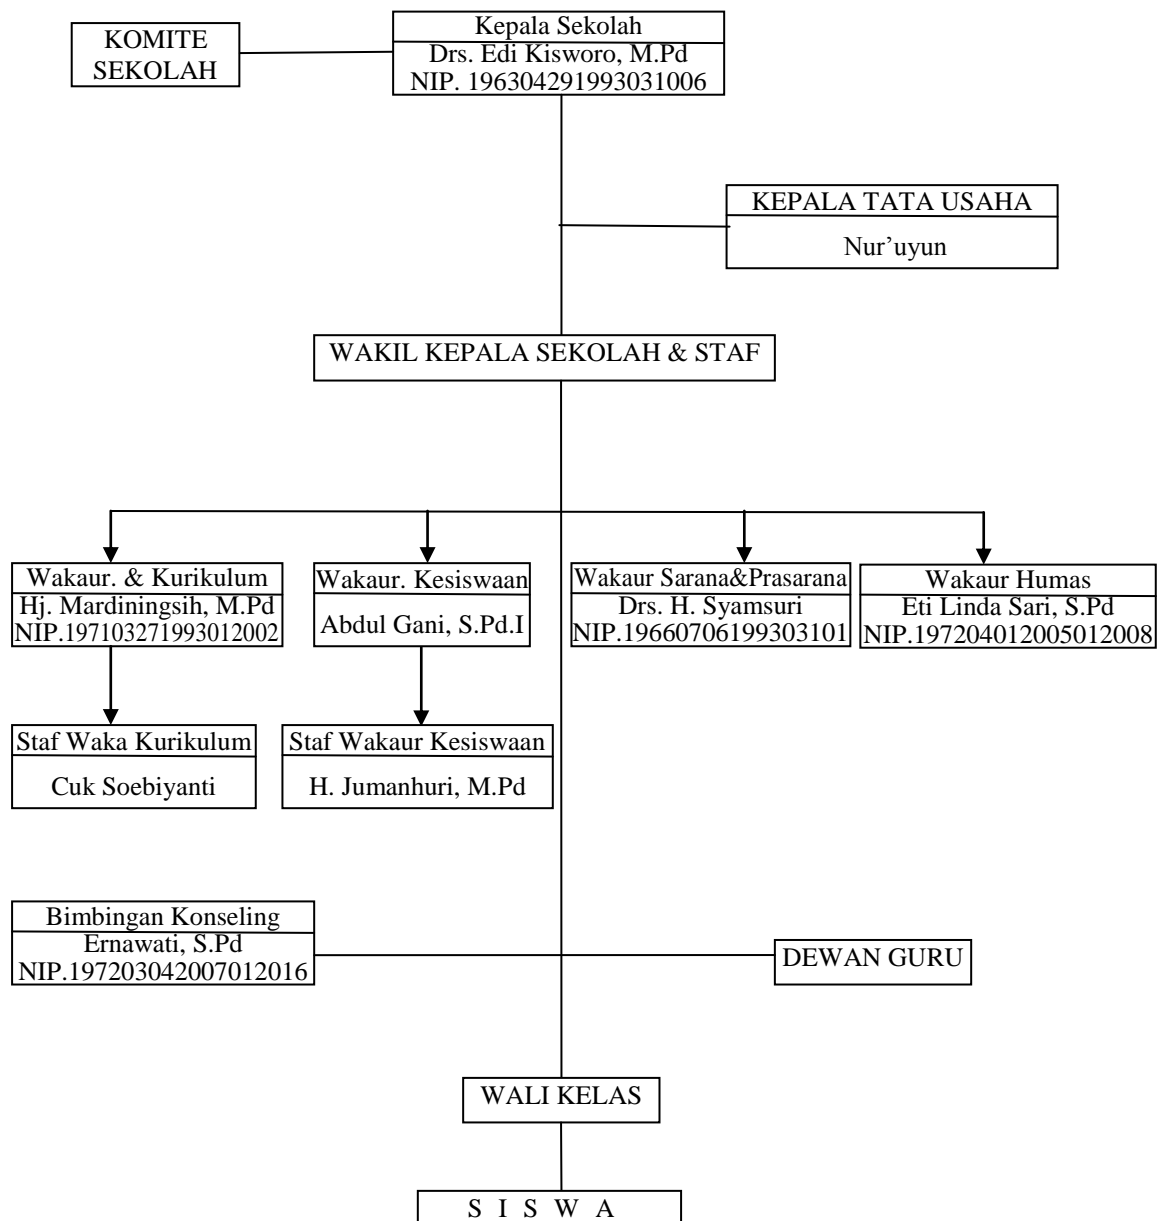 KOMITE
SEKOLAH
Kepala Sekolah
Drs. Edi Kisworo, M.Pd
NIP. 196304291993031006
KEPALA TATA USAHA
Nur’uyun
WAKIL KEPALA SEKOLAH & STAF
Wakaur. & Kurikulum
Hj. Mardiningsih, M.Pd
NIP.197103271993012002
Wakaur. Kesiswaan
Abdul Gani, S.Pd.I
Wakaur Sarana&Prasarana
Drs. H. Syamsuri
NIP.19660706199303101
Wakaur Humas
Eti Linda Sari, S.Pd
NIP.197204012005012008
Staf Waka Kurikulum
Cuk Soebiyanti
Staf Wakaur Kesiswaan
H. Jumanhuri, M.Pd
Bimbingan Konseling
Ernawati, S.Pd
NIP.197203042007012016
DEWAN GURU
WALI KELAS
S I S W A